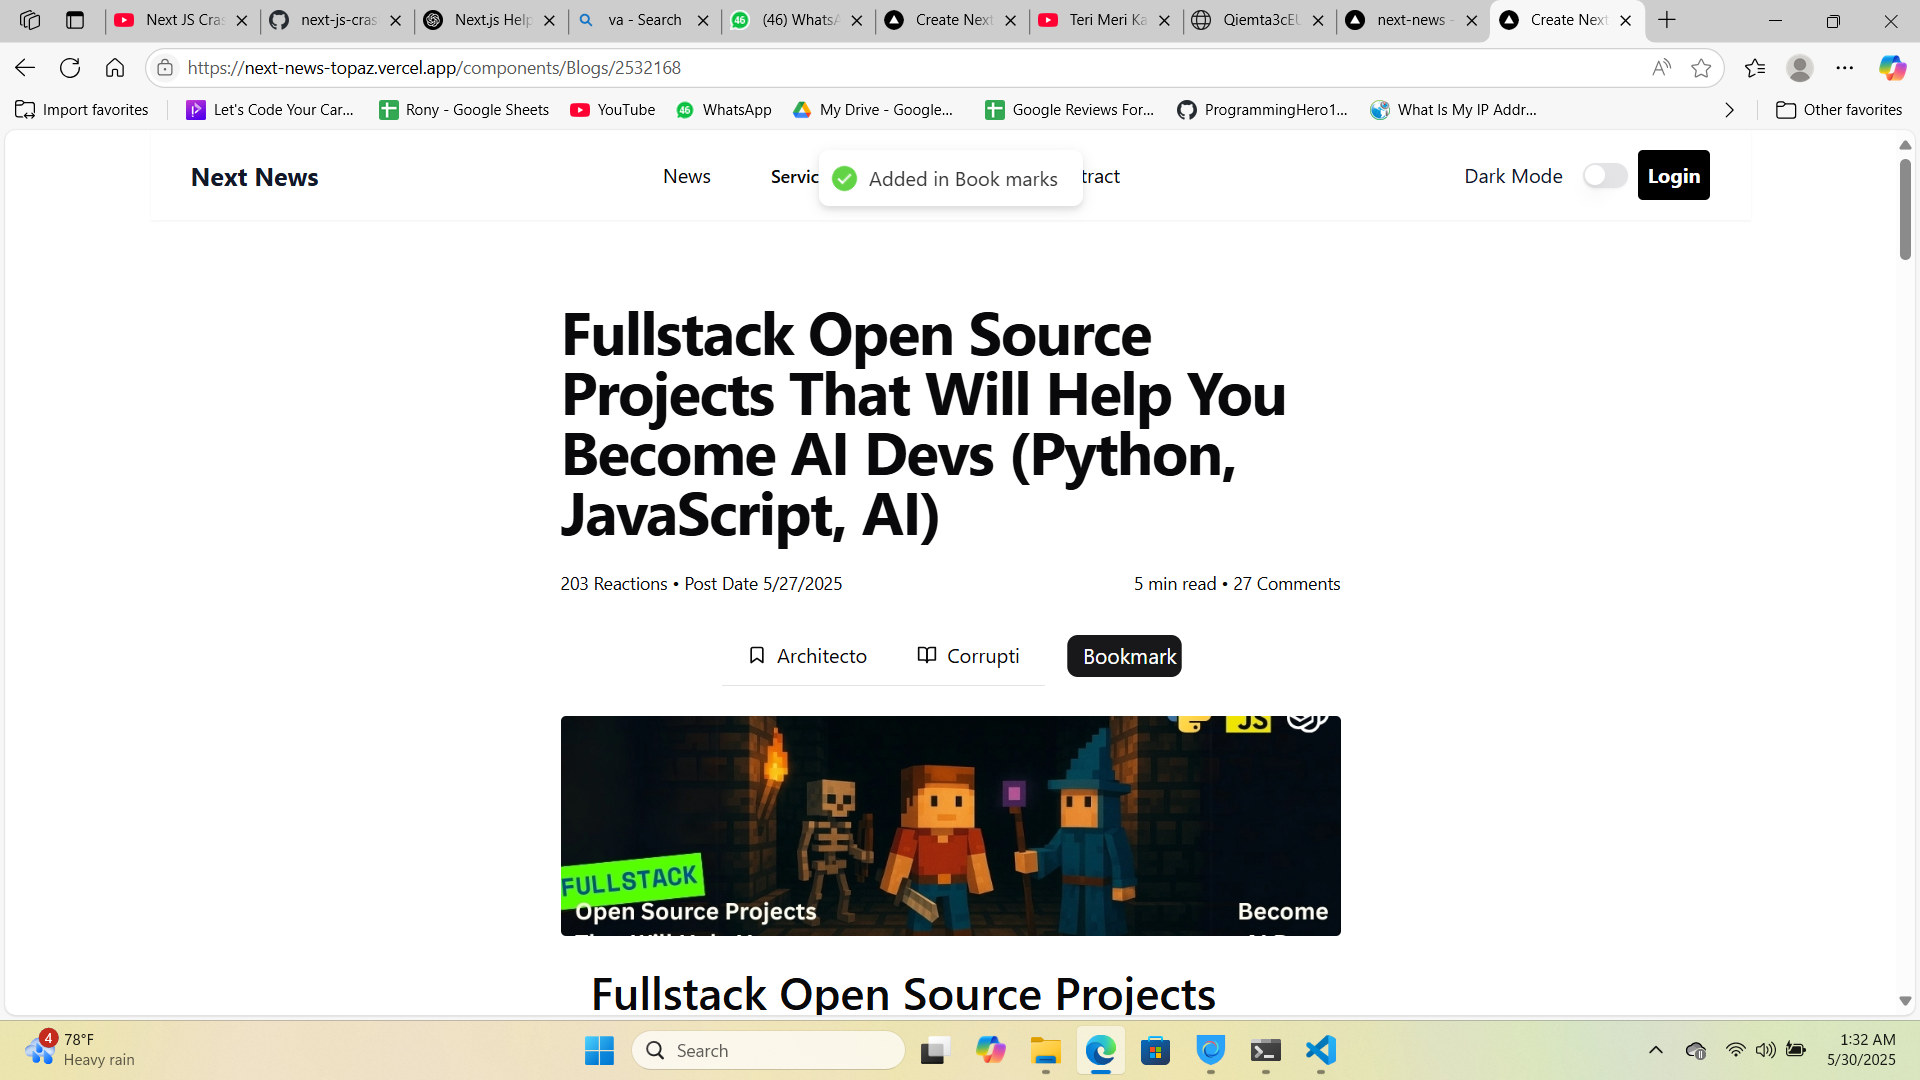 Next JS Cras
next-js-cras
Next.js Help
va - Search
(46) WhatsA
Create Next
Teri Meri Ka
Qiemta3cEU
next-news -
Create Next
https://next-news-topaz.vercel.app/components/Blogs/2532168
Import favorites
Let's Code Your Car...
Rony - Google Sheets
YouTube
WhatsApp
My Drive - Google...
Google Reviews For...
ProgrammingHero1...
What Is My IP Addr...
Other favorites
Next News
News
Servic
Added in Book marks
tract
Dark Mode
Login
Fullstack Open Source
Projects That Will Help You
Become AI Devs (Python,
JavaScript, AI)
203 Reactions • Post Date 5/27/2025
5 min read • 27 Comments
Architecto
Corrupti
Bookmark
JS
FULLSTACK
Open Source Projects
Become
Fullstack Open Source Projects
4
78°F
Heavy rain
Search
1:32 AM
5/30/2025